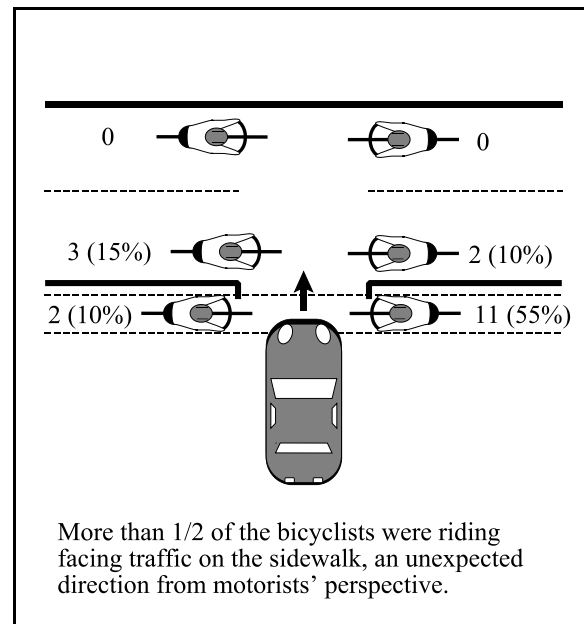 0
0
3 (15%)
2 (10%)
2 (10%)
11 (55%)
More than 1/2 of the bicyclists were riding
facing traffic on the sidewalk, an unexpected
direction from motorists’ perspective.